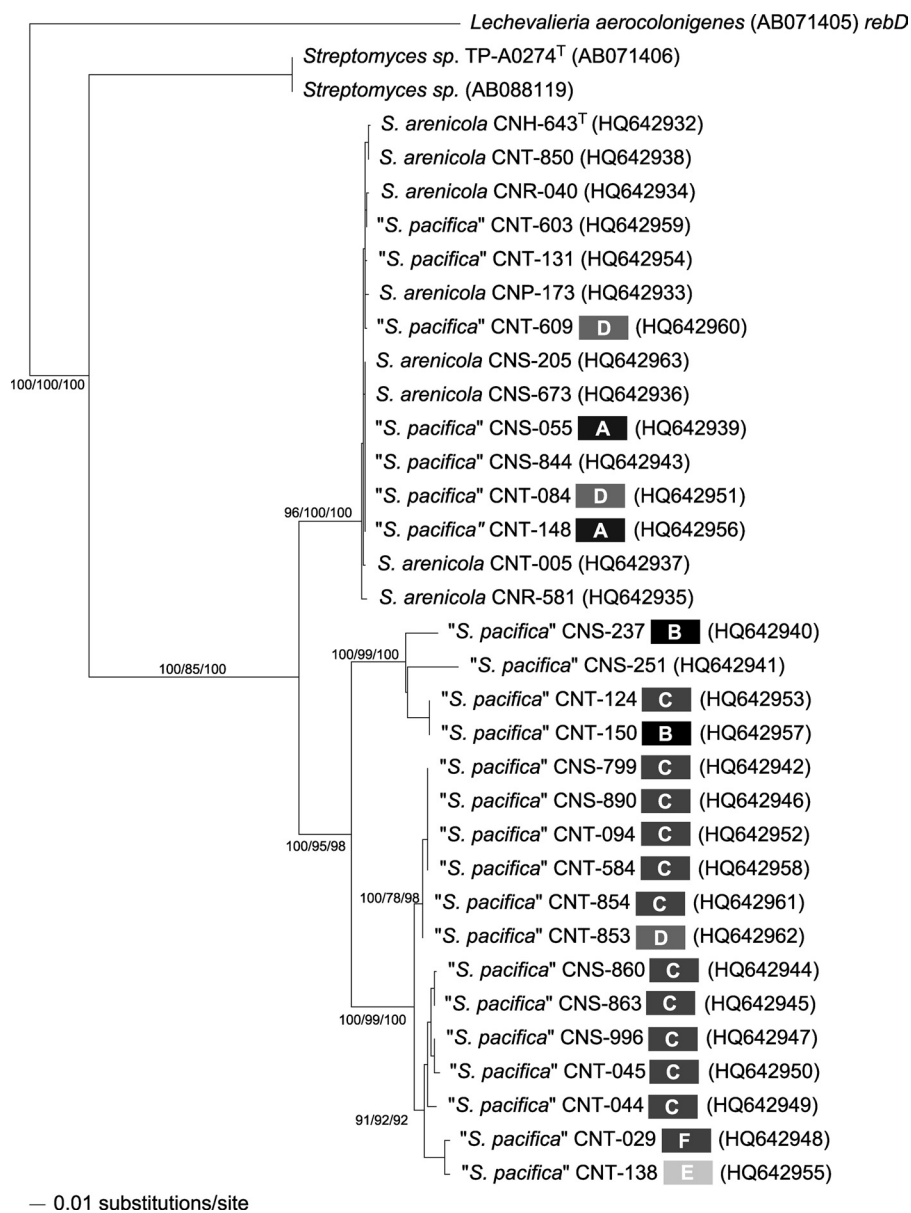 Lechevalieria aerocolonigenes (AB071405) rebD
Streptomyces sp. TP-A0274T (AB071406)
Streptomyces sp. (AB088119)
S. arenicola CNH-643T (HQ642932)
S. arenicola CNT-850 (HQ642938)
S. arenicola CNR-040 (HQ642934)
"S. pacifica" CNT-603 (HQ642959)
"S. pacifica" CNT-131 (HQ642954)
S. arenicola CNP-173 (HQ642933)
"S. pacifica" CNT-609 D (HQ642960)
S. arenicola CNS-205 (HQ642963)
100/100/100
S. arenicola CNS-673 (HQ642936)
"S. pacifica" CNS-055 A (HQ642939)
"S. pacifica" CNS-844 (HQ642943)
"S. pacifica" CNT-084 D (HQ642951)
96/100/100
"S. pacifica" CNT-148 A (HQ642956)
S. arenicola CNT-005 (HQ642937)
S. arenicola CNR-581 (HQ642935)
"S. pacifica" CNS-237 B (HQ642940)
100/99/100
"S. pacifica" CNS-251 (HQ642941)
100/85/100
"S. pacifica" CNT-124 C (HQ642953)
"S. pacifica" CNT-150 B (HQ642957)
"S. pacifica" CNS-799 C (HQ642942)
"S. pacifica" CNS-890 C (HQ642946)
"S. pacifica" CNT-094 C (HQ642952)
100/95/98
"S. pacifica" CNT-584 C (HQ642958)
100/78/98
"S. pacifica" CNT-854 C (HQ642961)
"S. pacifica" CNT-853 D (HQ642962)
"S. pacifica" CNS-860 C (HQ642944)
"S. pacifica" CNS-863 C (HQ642945)
100/99/100
"S. pacifica" CNS-996 C (HQ642947)
"S. pacifica" CNT-045 C (HQ642950)
"S. pacifica" CNT-044 C (HQ642949)
91/92/92
"S. pacifica" CNT-029 F (HQ642948)
"S. pacifica" CNT-138 E (HQ642955)
0.01 substitutions/site